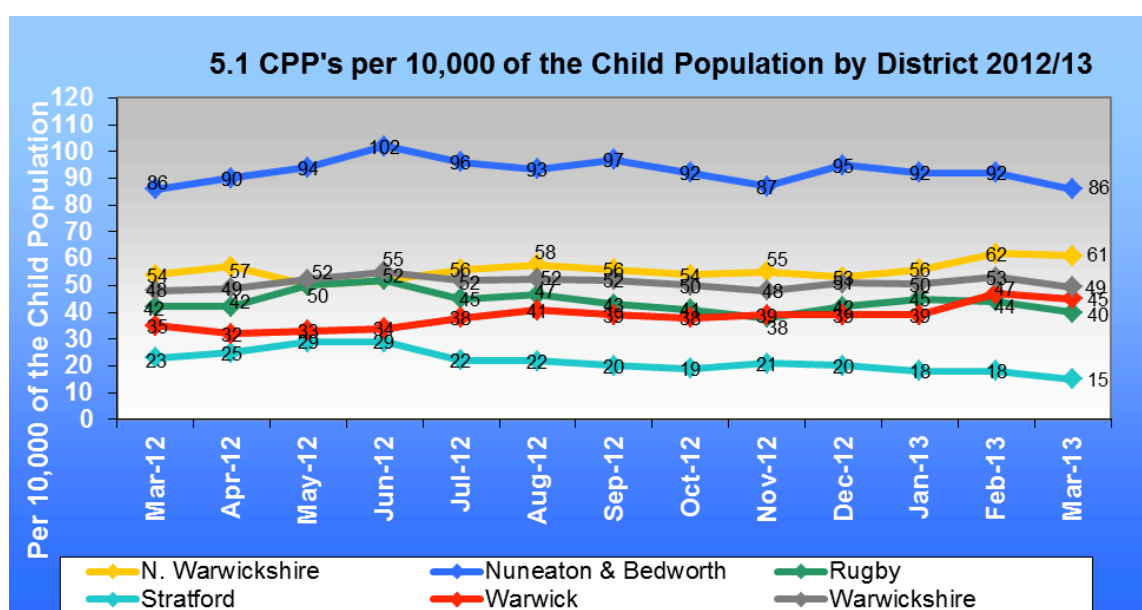 5.1 CPP's per 10,000 of the Child Population by District 2012/13
Per 10,000 of the Child Population
120
110
100
90
80
70
60
50
40
30
20
10
0
86 90 94 102 96 93 97 92 87 95 92 92 86
54 57 56 58 56 54 55 53 56 62 61
48 49 52 55 52 52 52 50 48 51 50 53 49
42 42 50 52 45 47 43 41 38 42 45 44 40
35 32 33 34 38 41 39 38 39 39 39 47 45
23 25 29 29 22 22 20 19 21 20 18 18 15
Mar-12 Apr-12 May-12 Jun-12 Jul-12 Aug-12 Sep-12 Oct-12 Nov-12 Dec-12 Jan-13 Feb-13 Mar-13
N. Warwickshire Nuneaton & Bedworth Rugby
Stratford Warwick Warwickshire